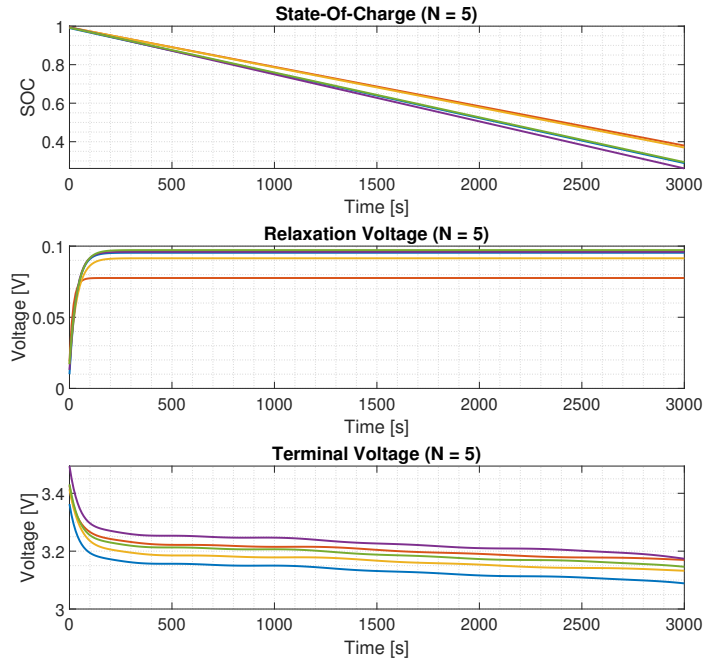 State-Of-Charge (N = 5)
SOC
1
0.8
0.6
0.4
0 500 1000 1500 2000 2500 3000
Time [s]
Relaxation Voltage (N = 5)
Voltage [V]
0.1
0.05
0
0 500 1000 1500 2000 2500 3000
Time [s]
Terminal Voltage (N = 5)
Voltage [V]
3.4
3.2
3
0 500 1000 1500 2000 2500 3000
Time [s]